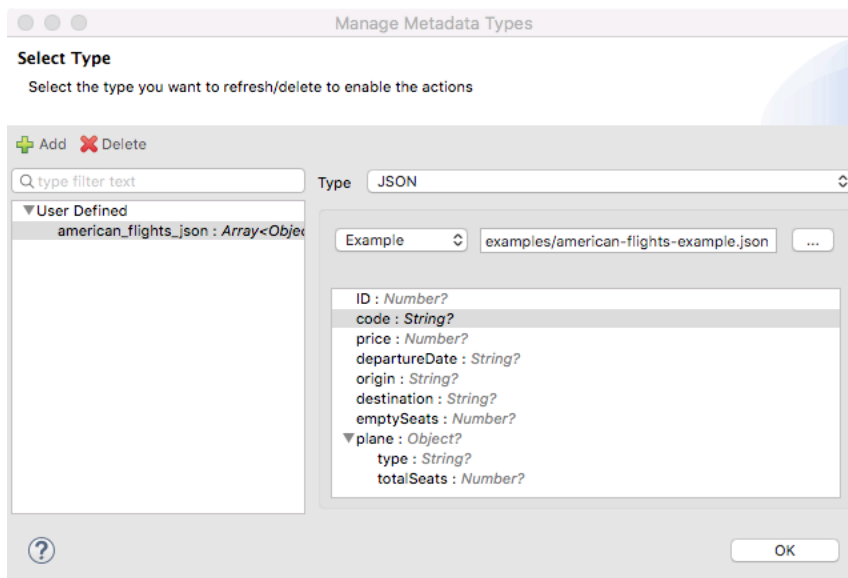 Manage Metadata Types
Select Type
Select the type you want to refresh/delete to enable the actions
Add Delete
type filter text
User Defined
american_flights_json : Array<Objec
Type JSON
Example examples/american-flights-example.json ...
ID : Number?
code : String?
price : Number?
departureDate : String?
origin : String?
destination : String?
emptySeats : Number?
plane : Object?
type : String?
totalSeats : Number?
?
OK